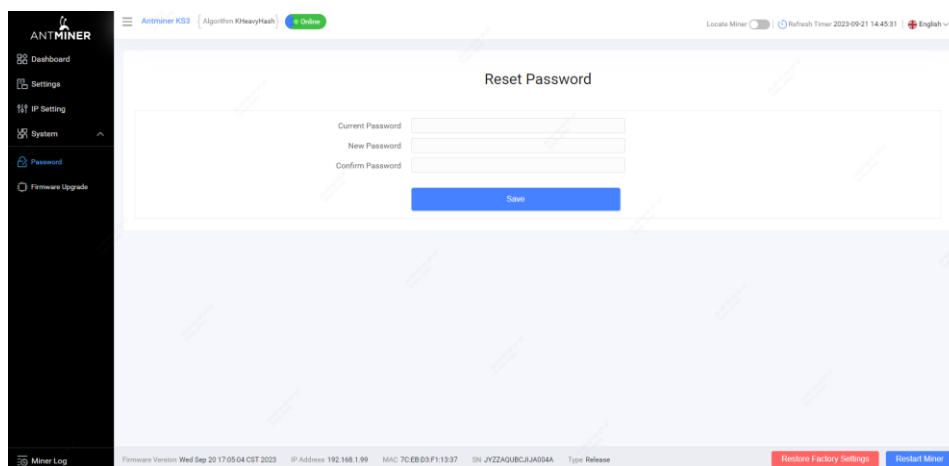 ANTMINER
Antminer KS3 { Algorithm KHeavyHash } Online
Locate Miner Refresh Timer 2023-09-21 14:45:31 English
Dashboard
Settings
IP Setting
System
Password
Firmware Upgrade
Reset Password
Current Password
New Password
Confirm Password
Save
Miner Log
Firmware Version Wed Sep 20 17:05:04 CST 2023 IP Address 192.168.1.99 MAC 7C:EB:D3:F1:13:37 SN JYZZAQUBCJIJA004A Type Release
Restore Factory Settings
Restart Miner